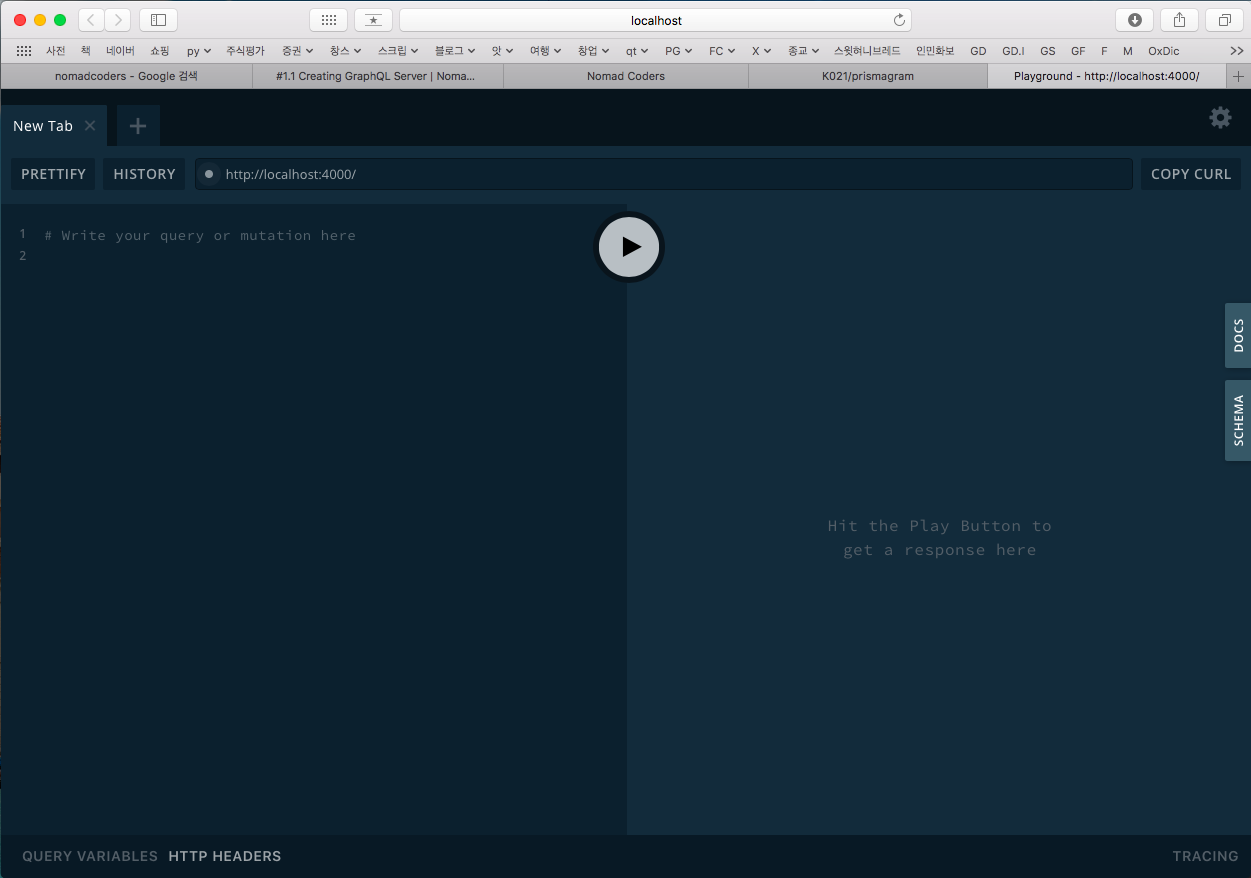 localhost
사전 책 네이버 쇼핑 py 주식평가 증권 창스 스크립 블로그 앗 여행 창업 qt PG FC X 종교 스윗허니브레드 인민화보 GD GD.I GS GF F M OxDic
nomadcoders - Google 검색 #1.1 Creating GraphQL Server | Noma... Nomad Coders K021/prismagram Playground - http://localhost:4000/
New Tab
PRETTIFY HISTORY http://localhost:4000/ COPY CURL
1 # Write your query or mutation here
2
DOCS
SCHEMA
Hit the Play Button to
get a response here
QUERY VARIABLES HTTP HEADERS TRACING